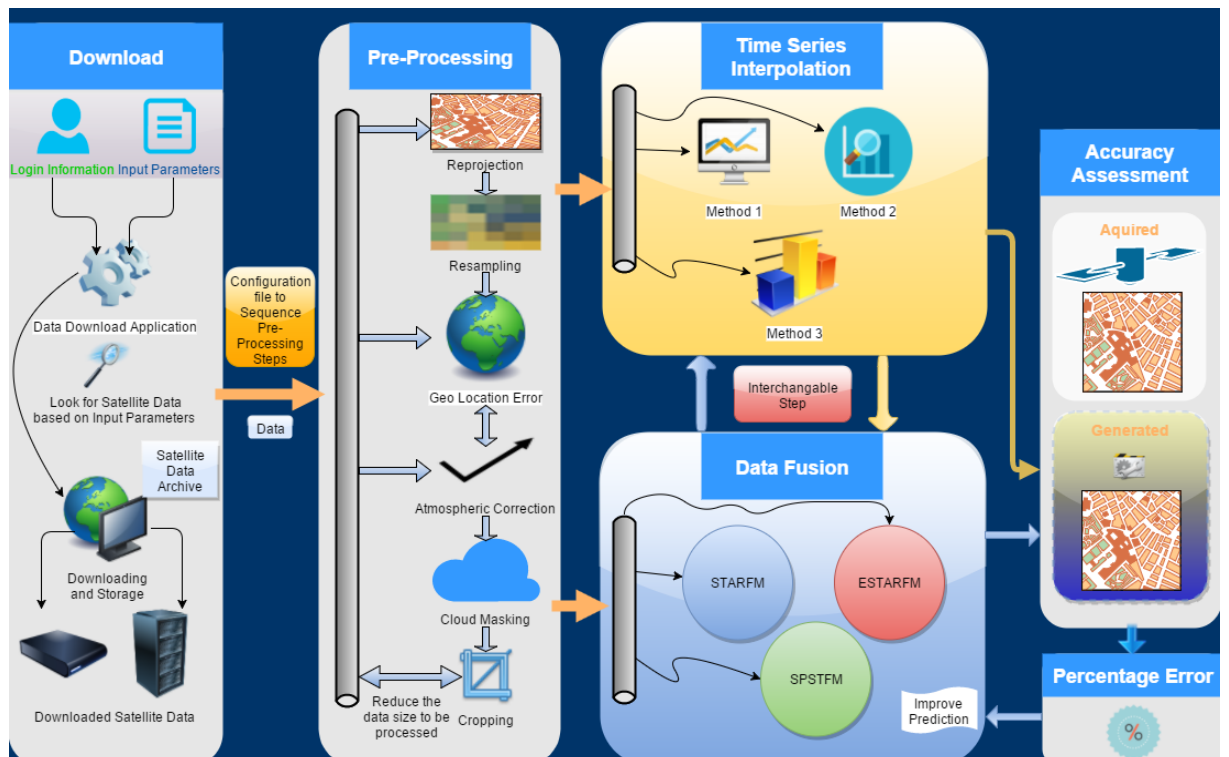 Download
Login Information
Input Parameters
Data Download Application
Look for Satellite Data
based on Input Parameters
Satellite
Data
Archive
Downloading
and Storage
Downloaded Satellite Data
Configuration
file to
Sequence
Pre-
Processing
Steps
Data
Pre-Processing
Reprojection
Resampling
Geo Location Error
Atmospheric Correction
Cloud Masking
Reduce the
data size to be
processed
Cropping
Time Series
Interpolation
Method 1
Method 2
Method 3
Interchangable
Step
Data Fusion
STARFM
ESTARFM
SPSTFM
Improve
Prediction
Accuracy
Assessment
Aquired
Generated
Percentage Error
%